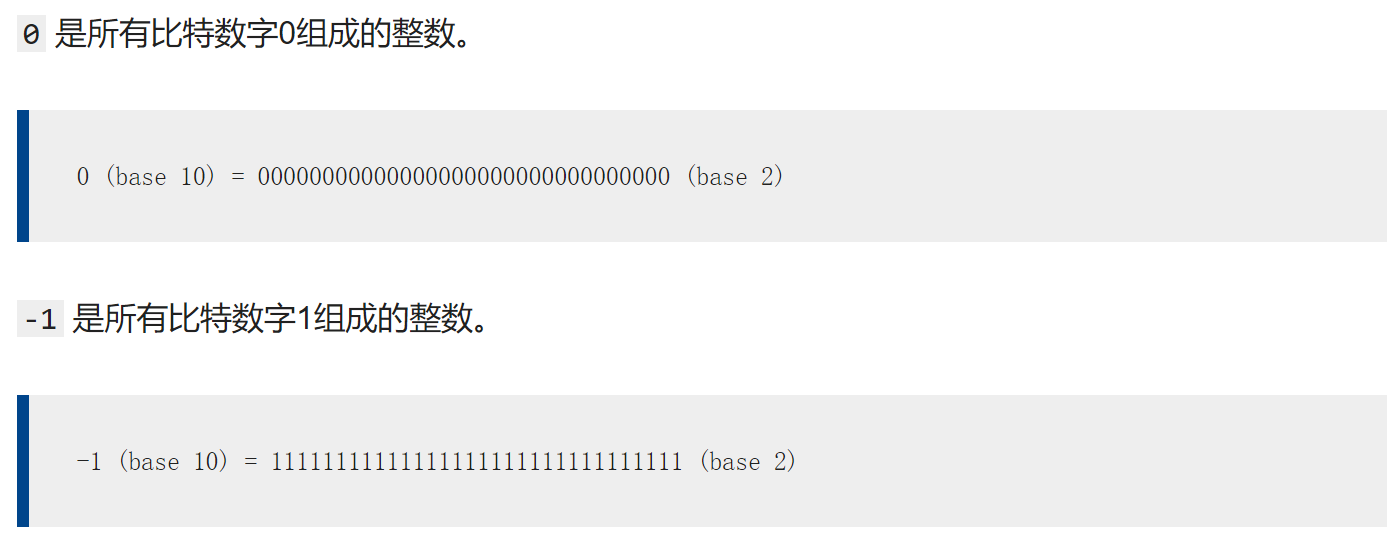 0 是所有比特数字0组成的整数。
0 (base 10) = 00000000000000000000000000000000 (base 2)
-1 是所有比特数字1组成的整数。
-1 (base 10) = 11111111111111111111111111111111 (base 2)